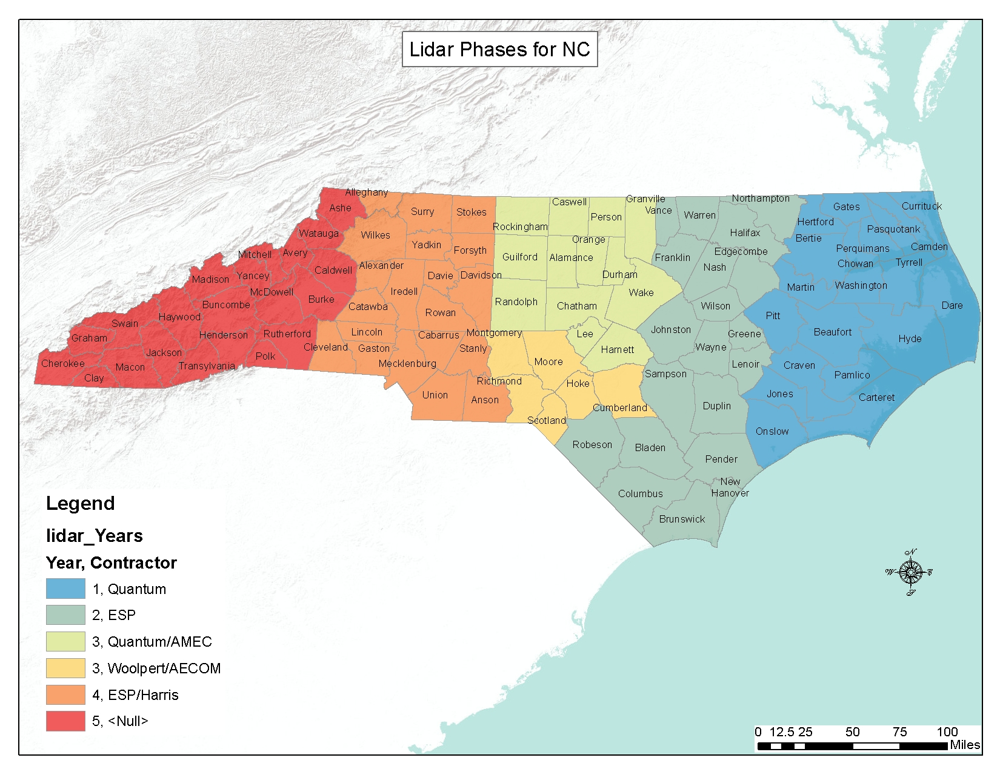 Lidar Phases for NC
Alleghany
Ashe
Surry
Stokes
Caswell
Person
Granville
Vance
Warren
Northampton
Gates
Currituck
Hertford
Rockingham
Watauga
Wilkes
Yadkin
Forsyth
Orange
Halifax
Bertie
Pasquotank
Camden
Perquimans
Mitchell
Avery
Guilford
Alamance
Franklin
Edgecombe
Nash
Chowan
Tyrrell
Caldwell
Alexander
Davie
Davidson
Durham
Madison
Yancey
McDowell
Iredell
Wake
Martin
Washington
Burke
Catawba
Rowan
Randolph
Chatham
Wilson
Dare
Buncombe
Haywood
Swain
Pitt
Graham
Henderson
Rutherford
Lincoln
Cabarrus
Montgomery
Lee
Johnston
Greene
Beaufort
Hyde
Cleveland
Gaston
Stanly
Harnett
Wayne
Jackson
Polk
Cherokee
Macon
Transylvania
Mecklenburg
Moore
Lenoir
Craven
Clay
Richmond
Hoke
Sampson
Pamlico
Union
Anson
Cumberland
Duplin
Jones
Carteret
Scotland
Onslow
Robeson
Bladen
Pender
New
Hanover
Columbus
Brunswick
Legend
lidar_Years
Year, Contractor
1, Quantum
2, ESP
3, Quantum/AMEC
3, Woolpert/AECOM
4, ESP/Harris
5, <Null>
N
W
E
S
0 12.5 25 50 75 100
Miles